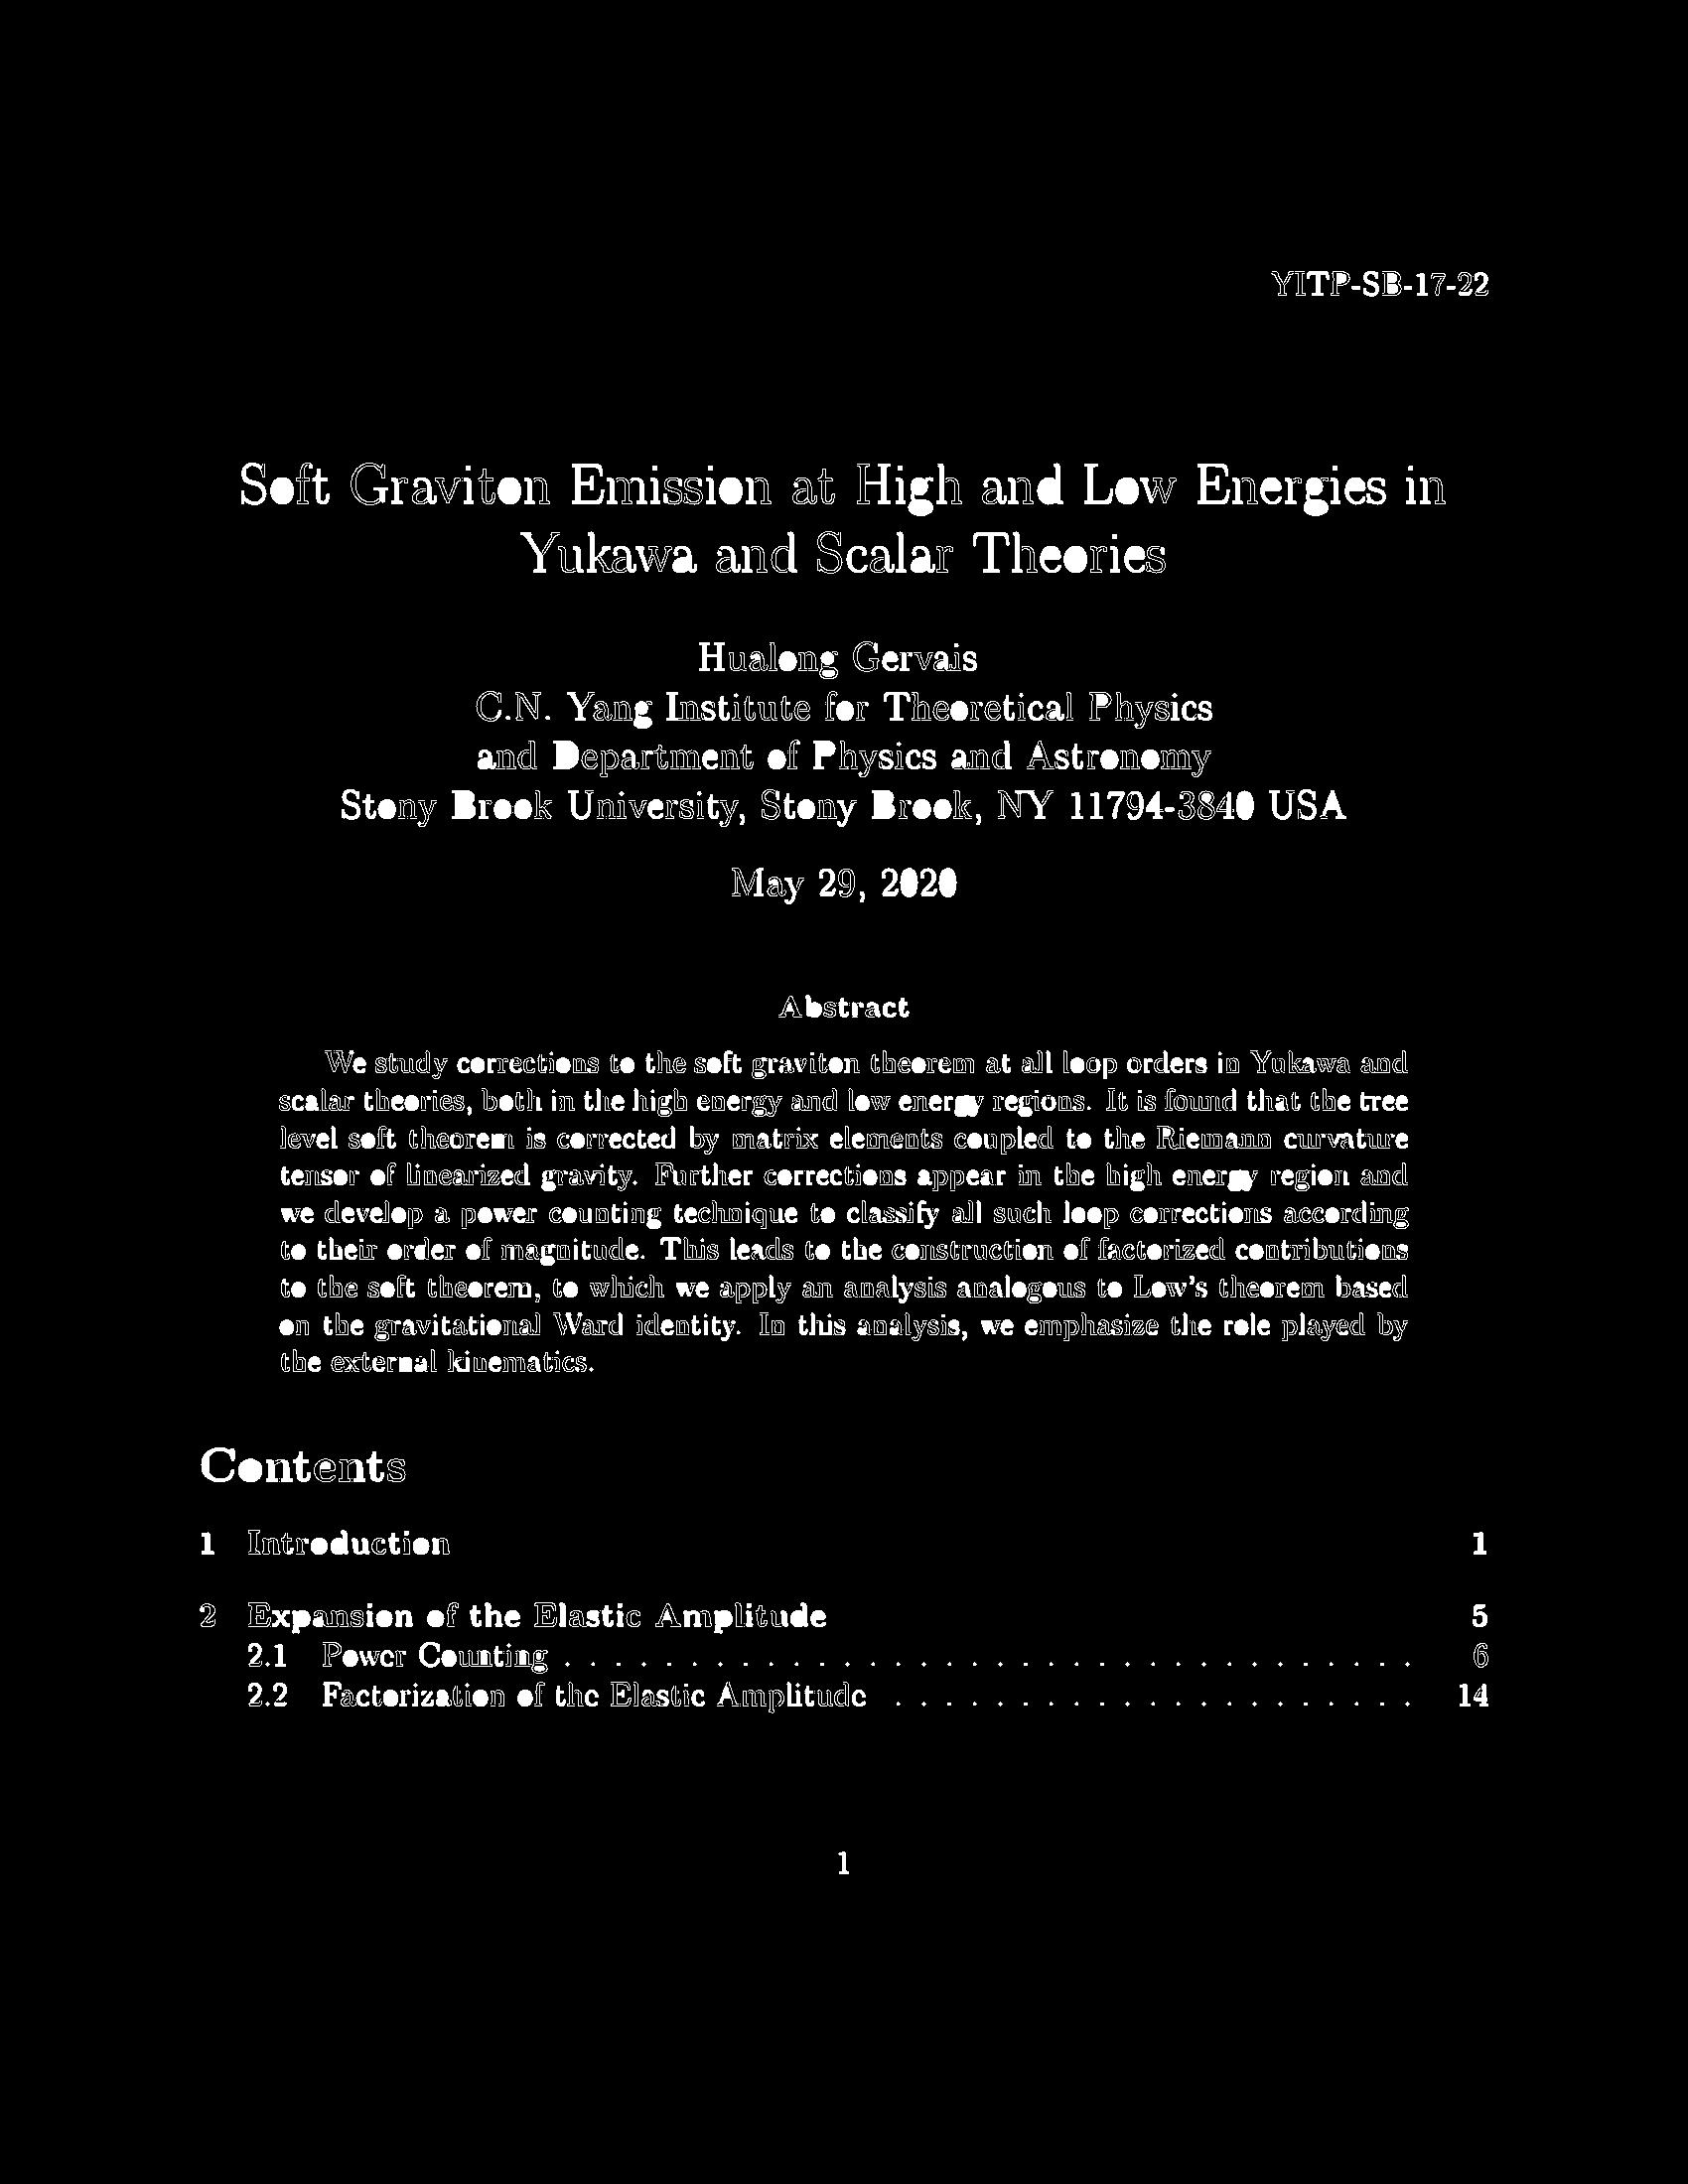 YITP-SB-17-22
Soft Graviton Emission at High and Low Energies in
Yukawa and Scalar Theories
Hualong Gervais
C.N. Yang Institute for Theoretical Physics
and Department of Physics and Astronomy
Stony Brook University, Stony Brook, NY 11794-3840 USA
May 29, 2020
Abstract
We study corrections to the soft graviton theorem at all loop orders in Yukawa and
scalar theories, both in the high energy and low energy regions. It is found that the tree
level soft theorem is corrected by matrix elements coupled to the Riemann curvature
tensor of linearized gravity. Further corrections appear in the high energy region and
we develop a power counting technique to classify all such loop corrections according
to their order of magnitude. This leads to the construction of factorized contributions
to the soft theorem, to which we apply an analysis analogous to Low's theorem based
on the gravitational Ward identity. In this analysis, we emphasize the role played by
the external kinematics.
Contents
1 Introduction 1
2 Expansion of the Elastic Amplitude 5
2.1 Power Counting . . . . . . . . . . . . . . . . . . . . . . . . . . . . . . . . . . 6
2.2 Factorization of the Elastic Amplitude . . . . . . . . . . . . . . . . . . . . . 14
1